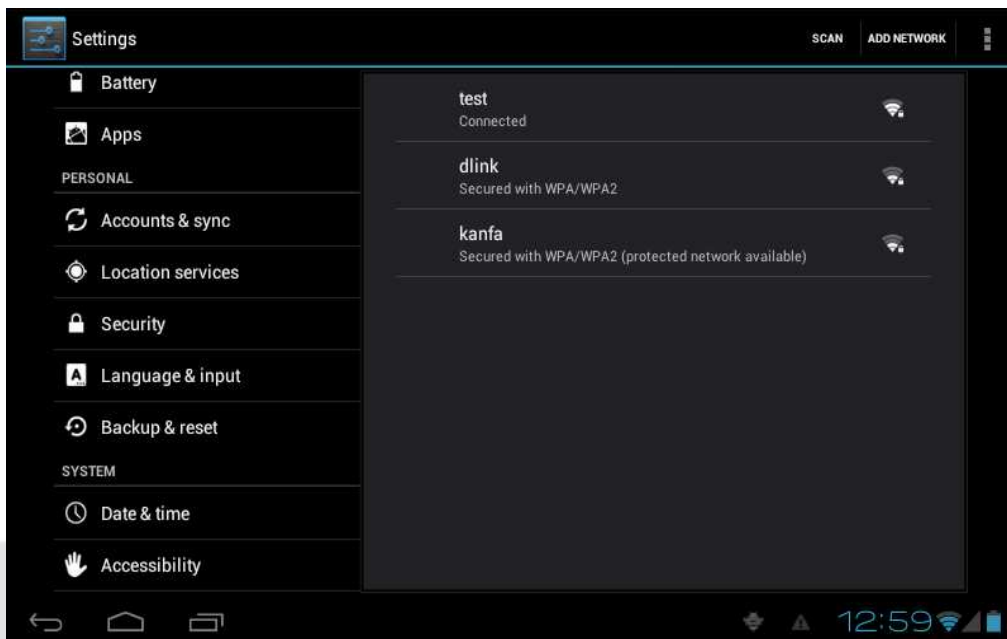 Settings
SCAN
ADD NETWORK
Battery
Apps
PERSONAL
Accounts & sync
Location services
Security
Language & input
Backup & reset
SYSTEM
Date & time
Accessibility
test
Connected
dlink
Secured with WPA/WPA2
kanfa
Secured with WPA/WPA2 (protected network available)
12:59